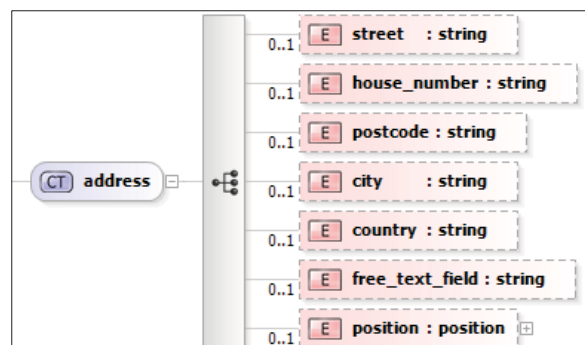 0..1 E street : string
0..1 E house_number : string
0..1 E postcode : string
CT address
0..1 E city : string
0..1 E country : string
0..1 E free_text_field : string
0..1 E position : position